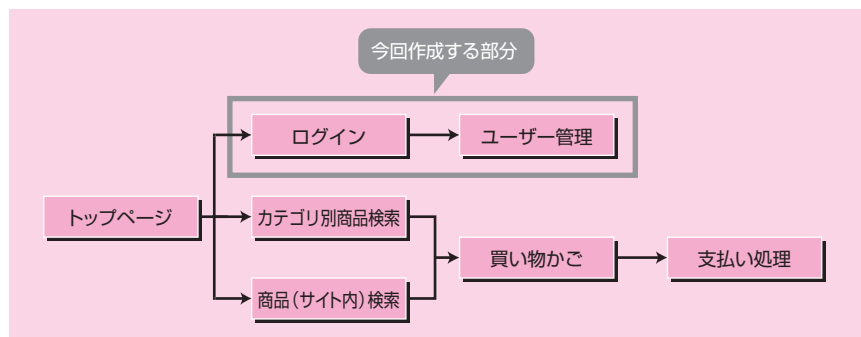 今回作成する部分
ログイン
ユーザー管理
トップページ
カテゴリ別商品検索
買い物かご
支払い処理
商品(サイト内)検索